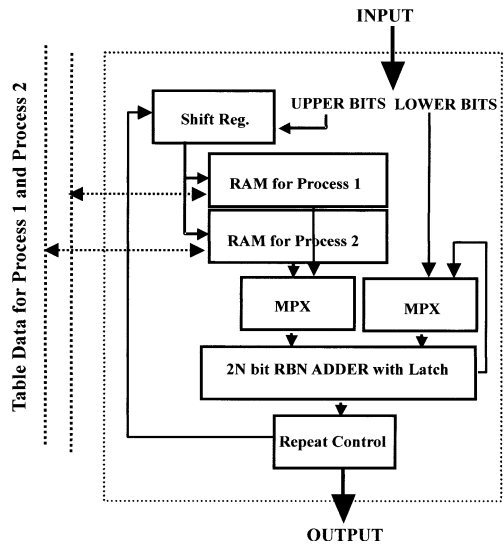 INPUT
UPPER BITS LOWER BITS
Shift Reg.
RAM for Process 1
RAM for Process 2
MPX
MPX
2N bit RBN ADDER with Latch
Repeat Control
OUTPUT
Table Data for Process 1 and Process 2